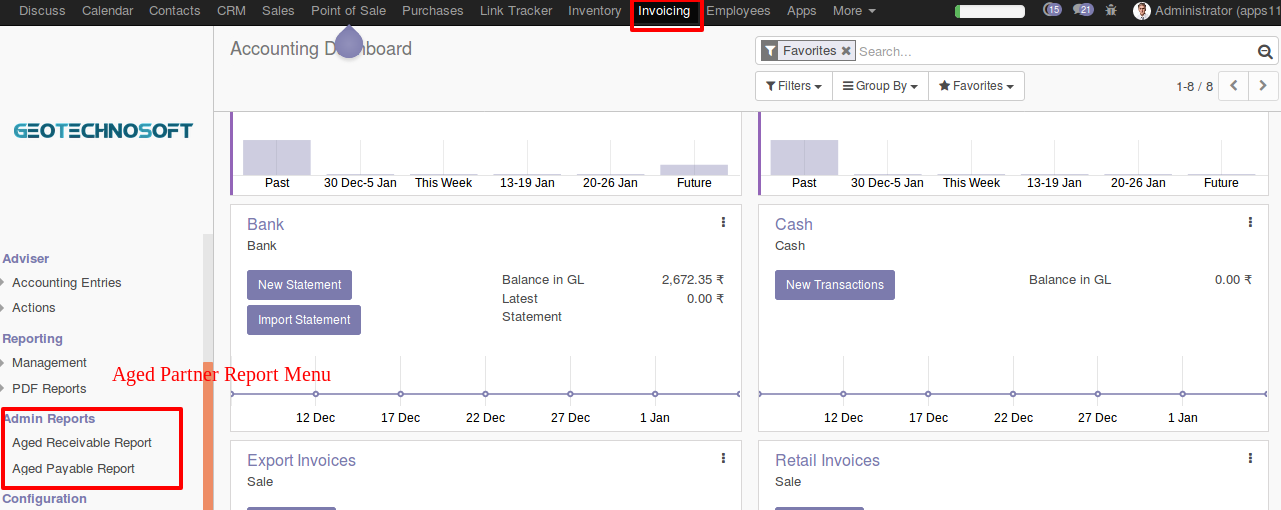 Discuss Calendar Contacts CRM Sales Point of Sale Purchases Link Tracker Inventory Invoicing Employees Apps More 15 21 Administrator (apps11
Accounting D board
Favorites Search...
Filters Group By Favorites 1-8 / 8
GEOTECHNOSOFT
Past 30 Dec-5 Jan This Week 13-19 Jan 20-26 Jan Future
Past 30 Dec-5 Jan This Week 13-19 Jan 20-26 Jan Future
Adviser
Accounting Entries
Actions
Reporting
Management
PDF Reports
Aged Partner Report Menu
Admin Reports
Aged Receivable Report
Aged Payable Report
Configuration
Bank
Bank
New Statement
Import Statement
Balance in GL 2,672.35 ₹
Latest 0.00 ₹
Statement
12 Dec 17 Dec 22 Dec 27 Dec 1 Jan
Cash
Cash
New Transactions
Balance in GL 0.00 ₹
12 Dec 17 Dec 22 Dec 27 Dec 1 Jan
Export Invoices
Sale
Retail Invoices
Sale